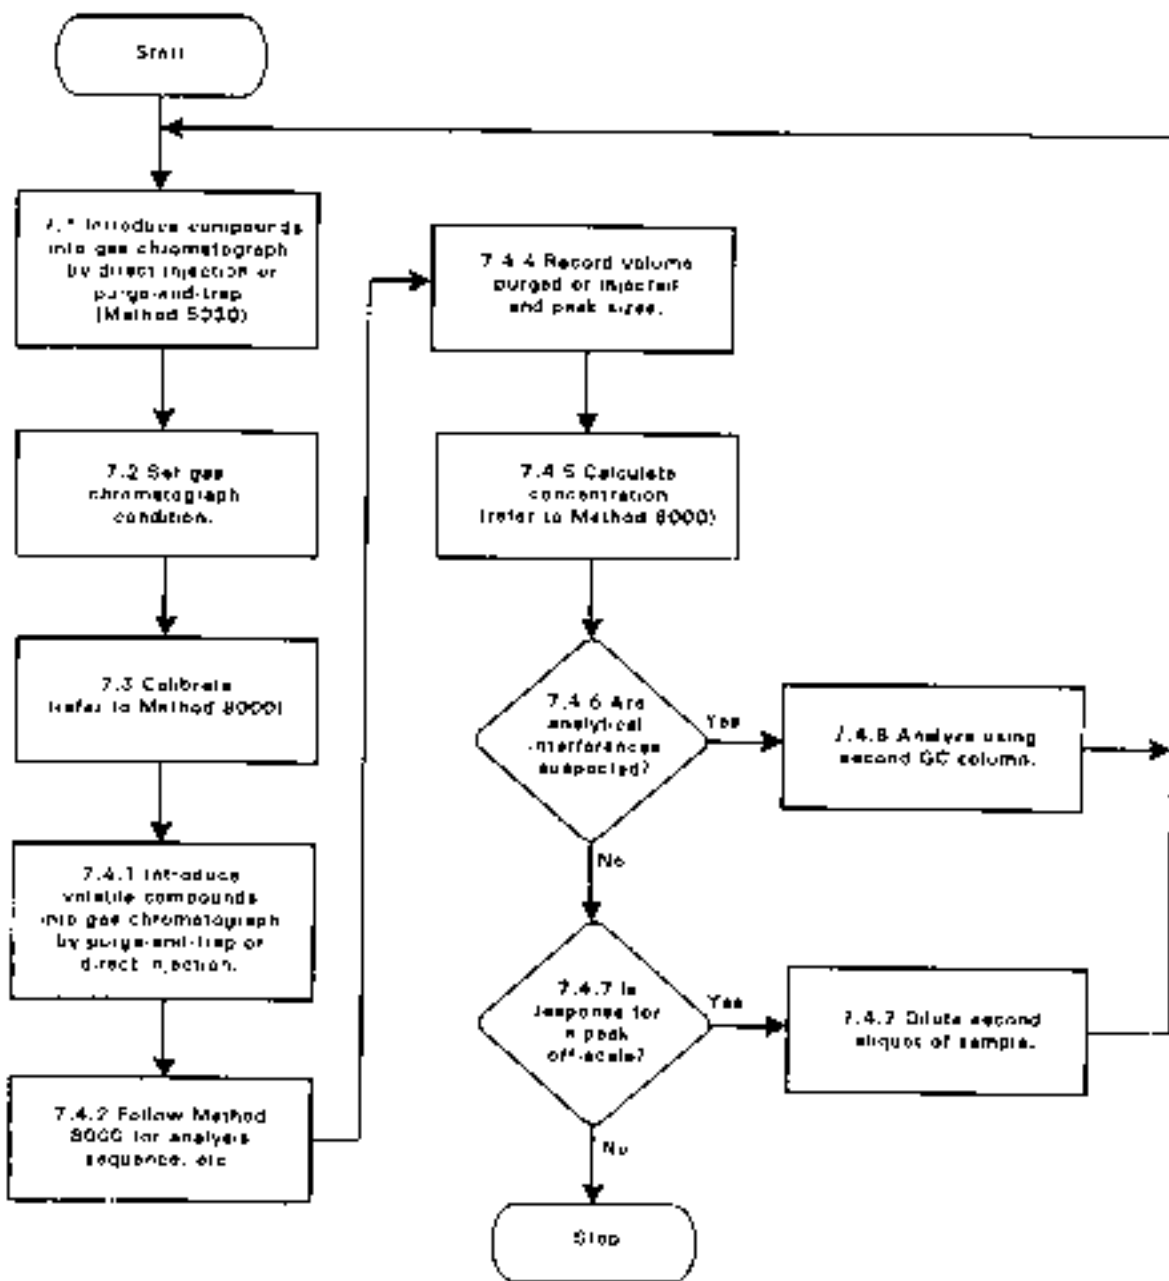 Start
7.1 Introduce compounds
into gas chromatograph
by direct injection or
purge-and-trap
(Method 5030)
7.2 Set gas
chromatograph
condition.
7.3 Calibrate
(refer to Method 8000)
7.4.1 Introduce
volatile compounds
into gas chromatograph
by purge-and-trap or
direct injection.
7.4.2 Follow Method
8000 for analysis
sequence, etc
7.4.4 Record volume
purged or injected
and peak sizes.
7.4.5 Calculate
concentration
(refer to Method 8000)
7.4.6 Are
analytical
interferences
suspected?
Yes
7.4.8 Analyze using
second GC column.
No
7.4.7 Is
response for
a peak
off-scale?
Yes
7.4.7 Dilute second
aliquot of sample.
No
Stop